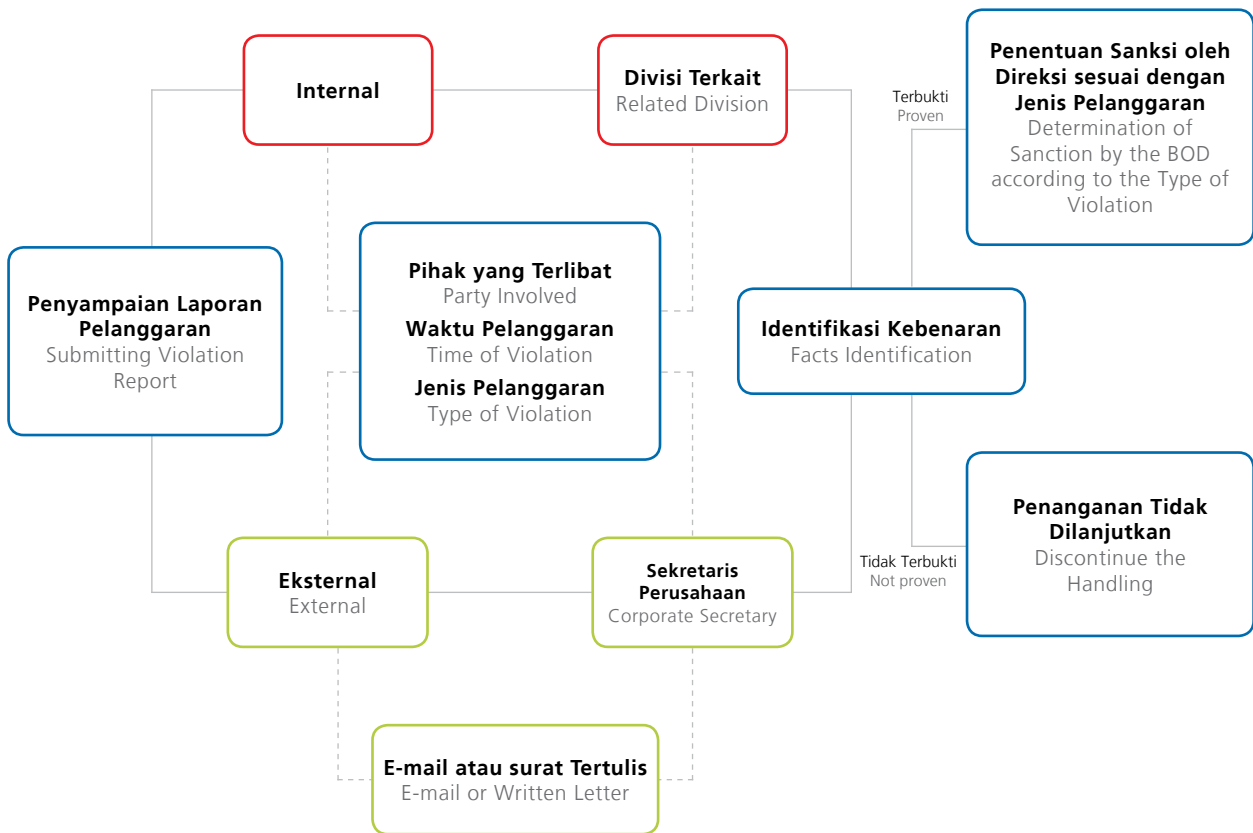 Internal
Divisi Terkait
Related Division
Terbukti
Proven
Penentuan Sanksi oleh
Direksi sesuai dengan
Jenis Pelanggaran
Determination of
Sanction by the BOD
according to the Type of
Violation
Penyampaian Laporan
Pelanggaran
Submitting Violation
Report
Pihak yang Terlibat
Party Involved
Waktu Pelanggaran
Time of Violation
Jenis Pelanggaran
Type of Violation
Identifikasi Kebenaran
Facts Identification
Eksternal
External
Sekretaris
Perusahaan
Corporate Secretary
Tidak Terbukti
Not proven
Penanganan Tidak
Dilanjutkan
Discontinue the
Handling
E-mail atau surat Tertulis
E-mail or Written Letter